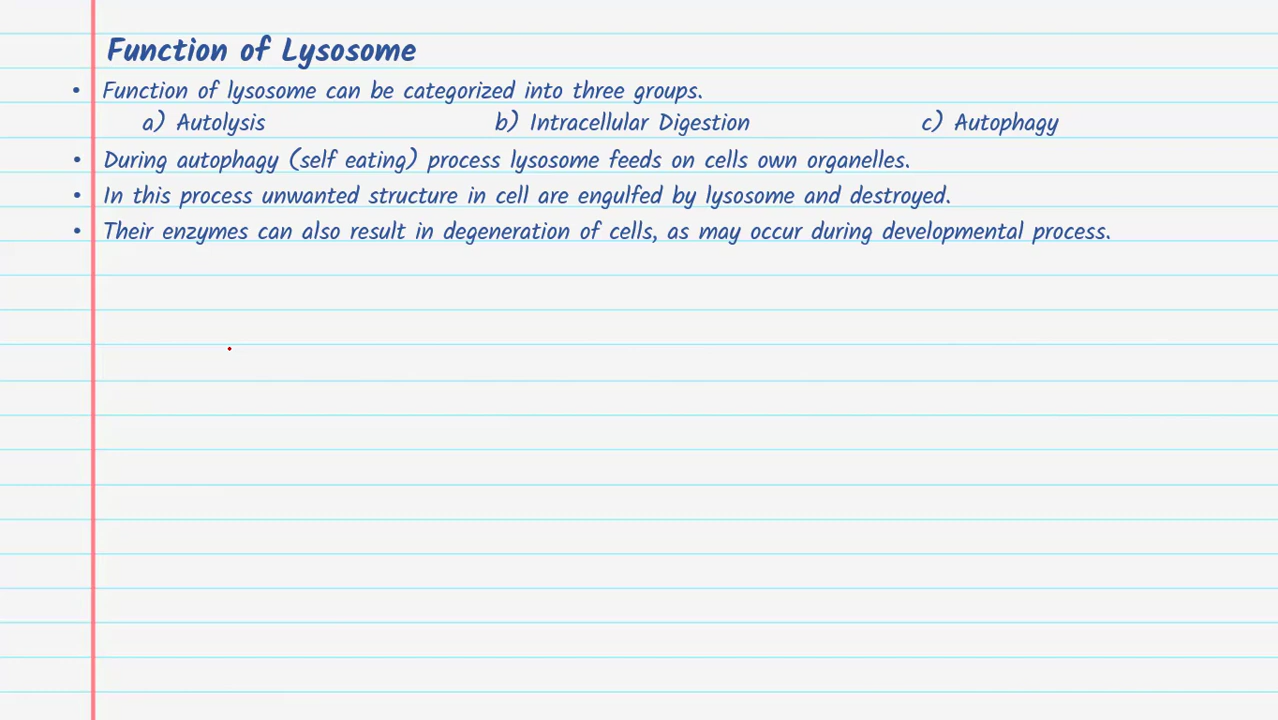 Function of Lysosome
• Function of lysosome can be categorized into three groups.
a) Autolysis b) Intracellular Digestion c) Autophagy
• During autophagy (self eating) process lysosome feeds on cells own organelles.
• In this process unwanted structure in cell are engulfed by lysosome and destroyed.
• Their enzymes can also result in degeneration of cells, as may occur during developmental process.